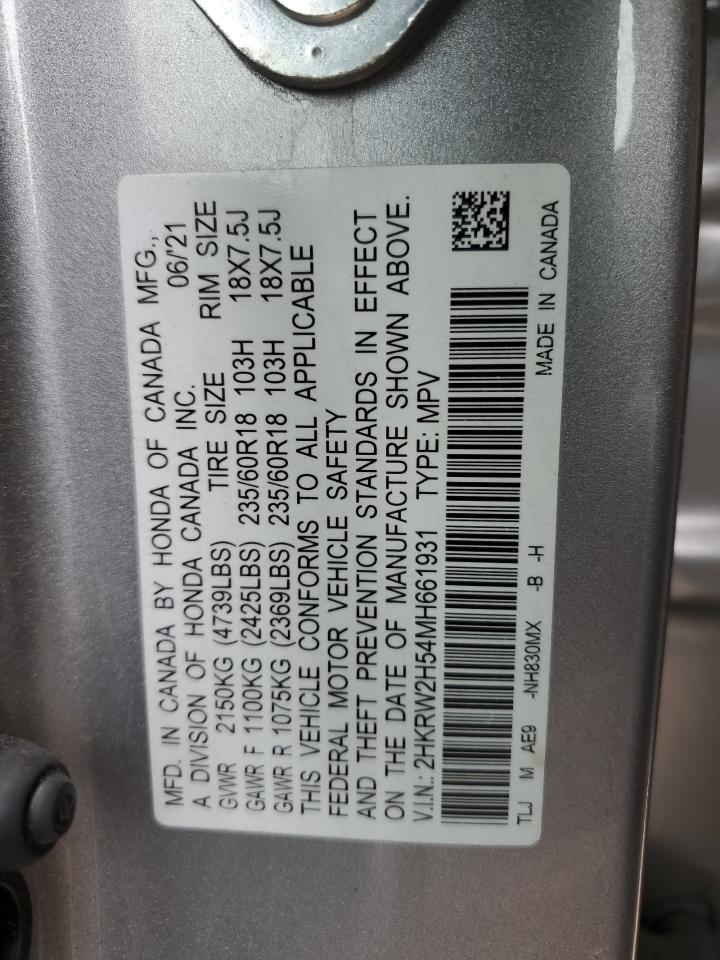 MFD. IN CANADA BY HONDA OF CANADA MFG.,
A DIVISION OF HONDA CANADA INC. 06/'21
GVWR 2150KG (4739LBS) TIRE SIZE RIM SIZE
GAWR F 1100KG (2425LBS) 235/60R18 103H 18X7.5J
GAWR R 1075KG (2369LBS) 235/60R18 103H 18X7.5J
THIS VEHICLE CONFORMS TO ALL APPLICABLE
FEDERAL MOTOR VEHICLE SAFETY
AND THEFT PREVENTION STANDARDS IN EFFECT
ON THE DATE OF MANUFACTURE SHOWN ABOVE.
V.I.N.: 2HKRW2H54MH661931 TYPE: MPV
TLJ M AE9 -NH830MX -B -H MADE IN CANADA